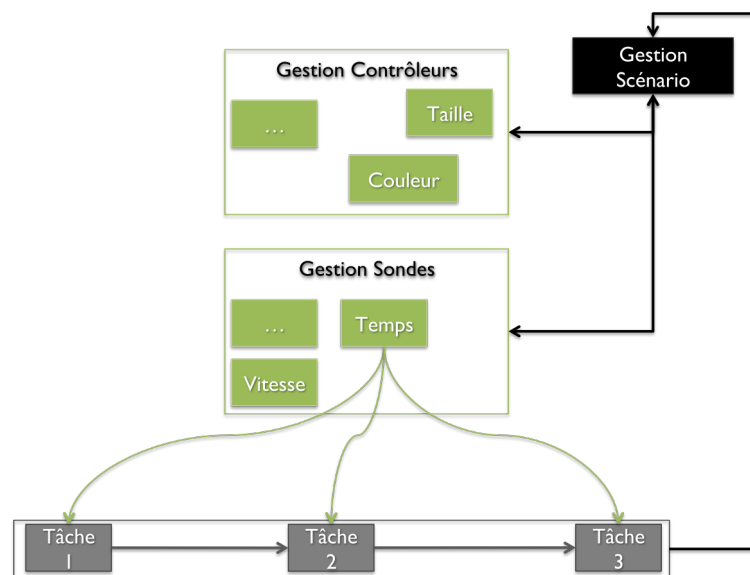 Gestion
Scénario
Gestion Contrôleurs
Taille
…
Couleur
Gestion Sondes
…
Temps
Vitesse
Tâche
1
Tâche
2
Tâche
3